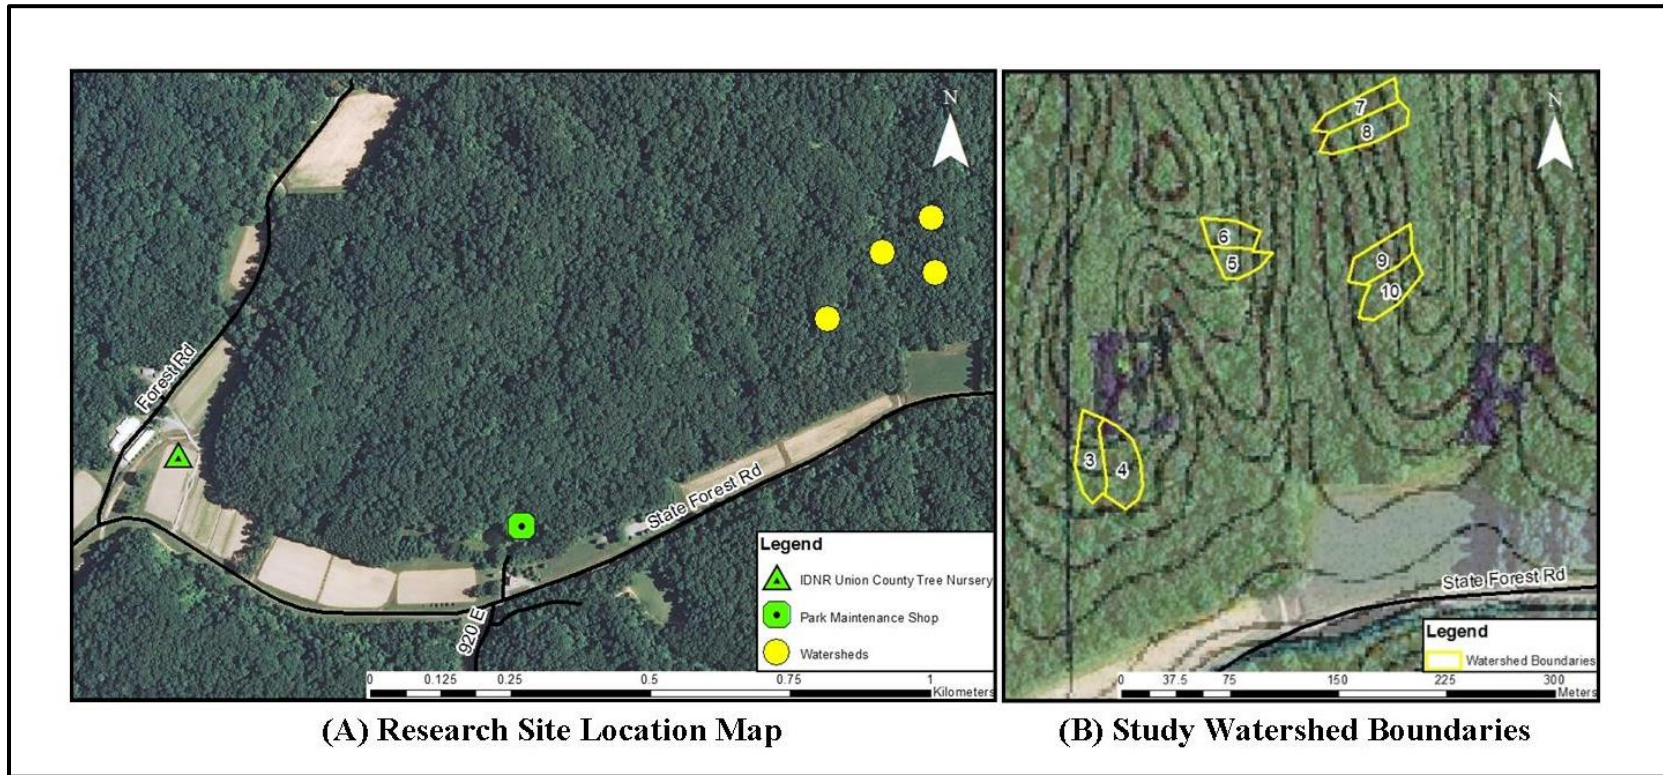 N
Forest Rd
State Forest Rd
920 E
Legend
IDNR Union County Tree Nursery
Park Maintenance Shop
Watersheds
0 0.125 0.25 0.5 0.75 1
Kilometers
(A) Research Site Location Map
N
7
8
6
5
9
10
3
4
State Forest Rd
Legend
Watershed Boundaries
0 37.5 75 150 225 300
Meters
(B) Study Watershed Boundaries